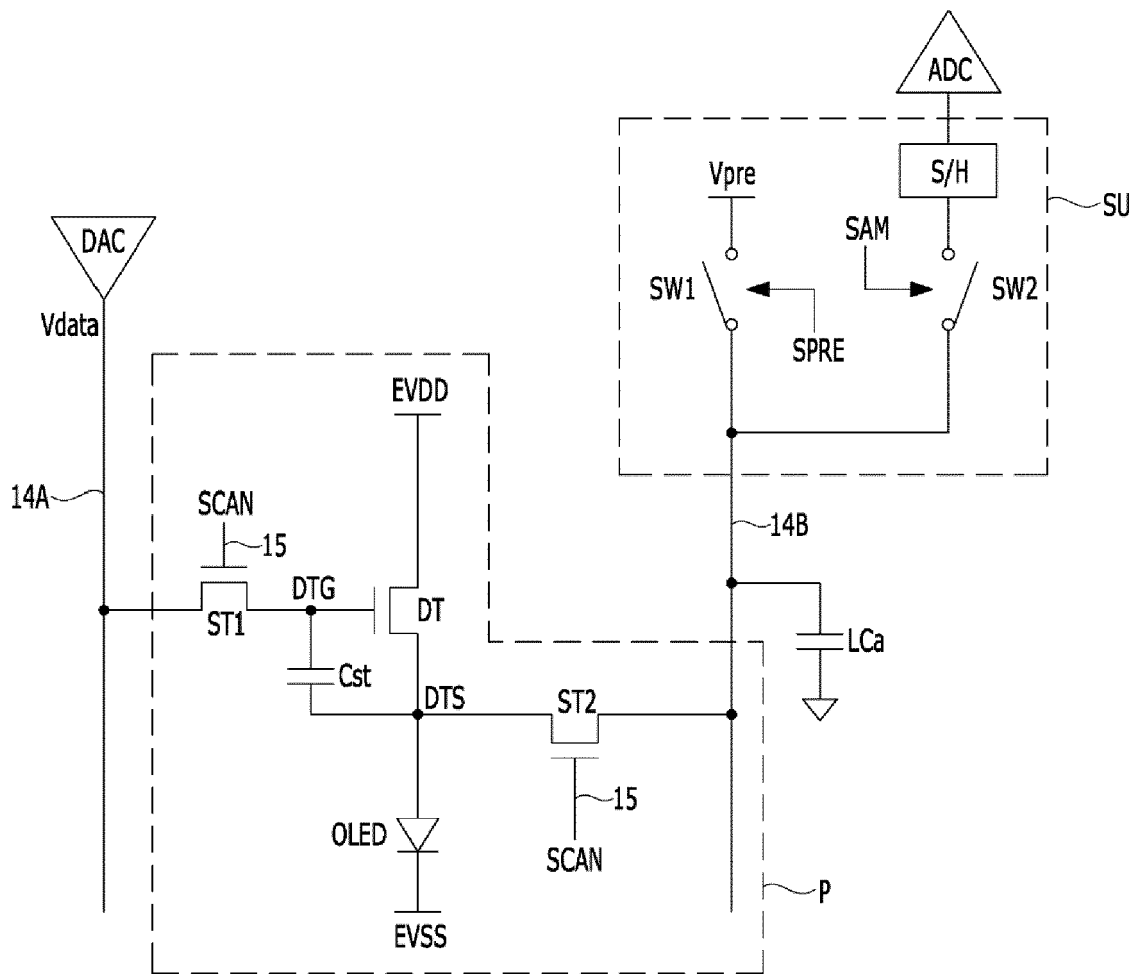 ADC
S/H
Vpre
SU
SAM
DAC
SW1
SW2
Vdata
SPRE
EVDD
14A
SCAN
14B
15
DTG
DT
ST1
LCa
Cst
DTS
ST2
15
OLED
SCAN
P
EVSS